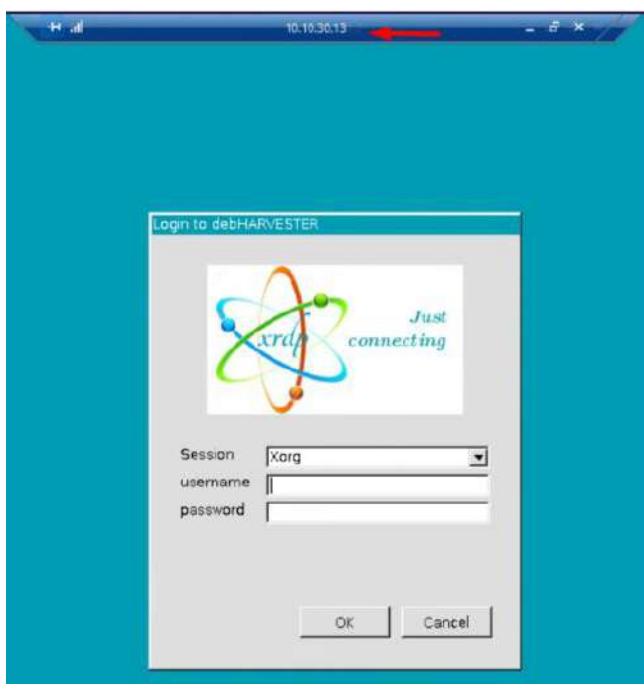 10.10.30.13
Login to debHARVESTER
xrdp
Just
connecting
Session
Xorg
username
password
OK
Cancel